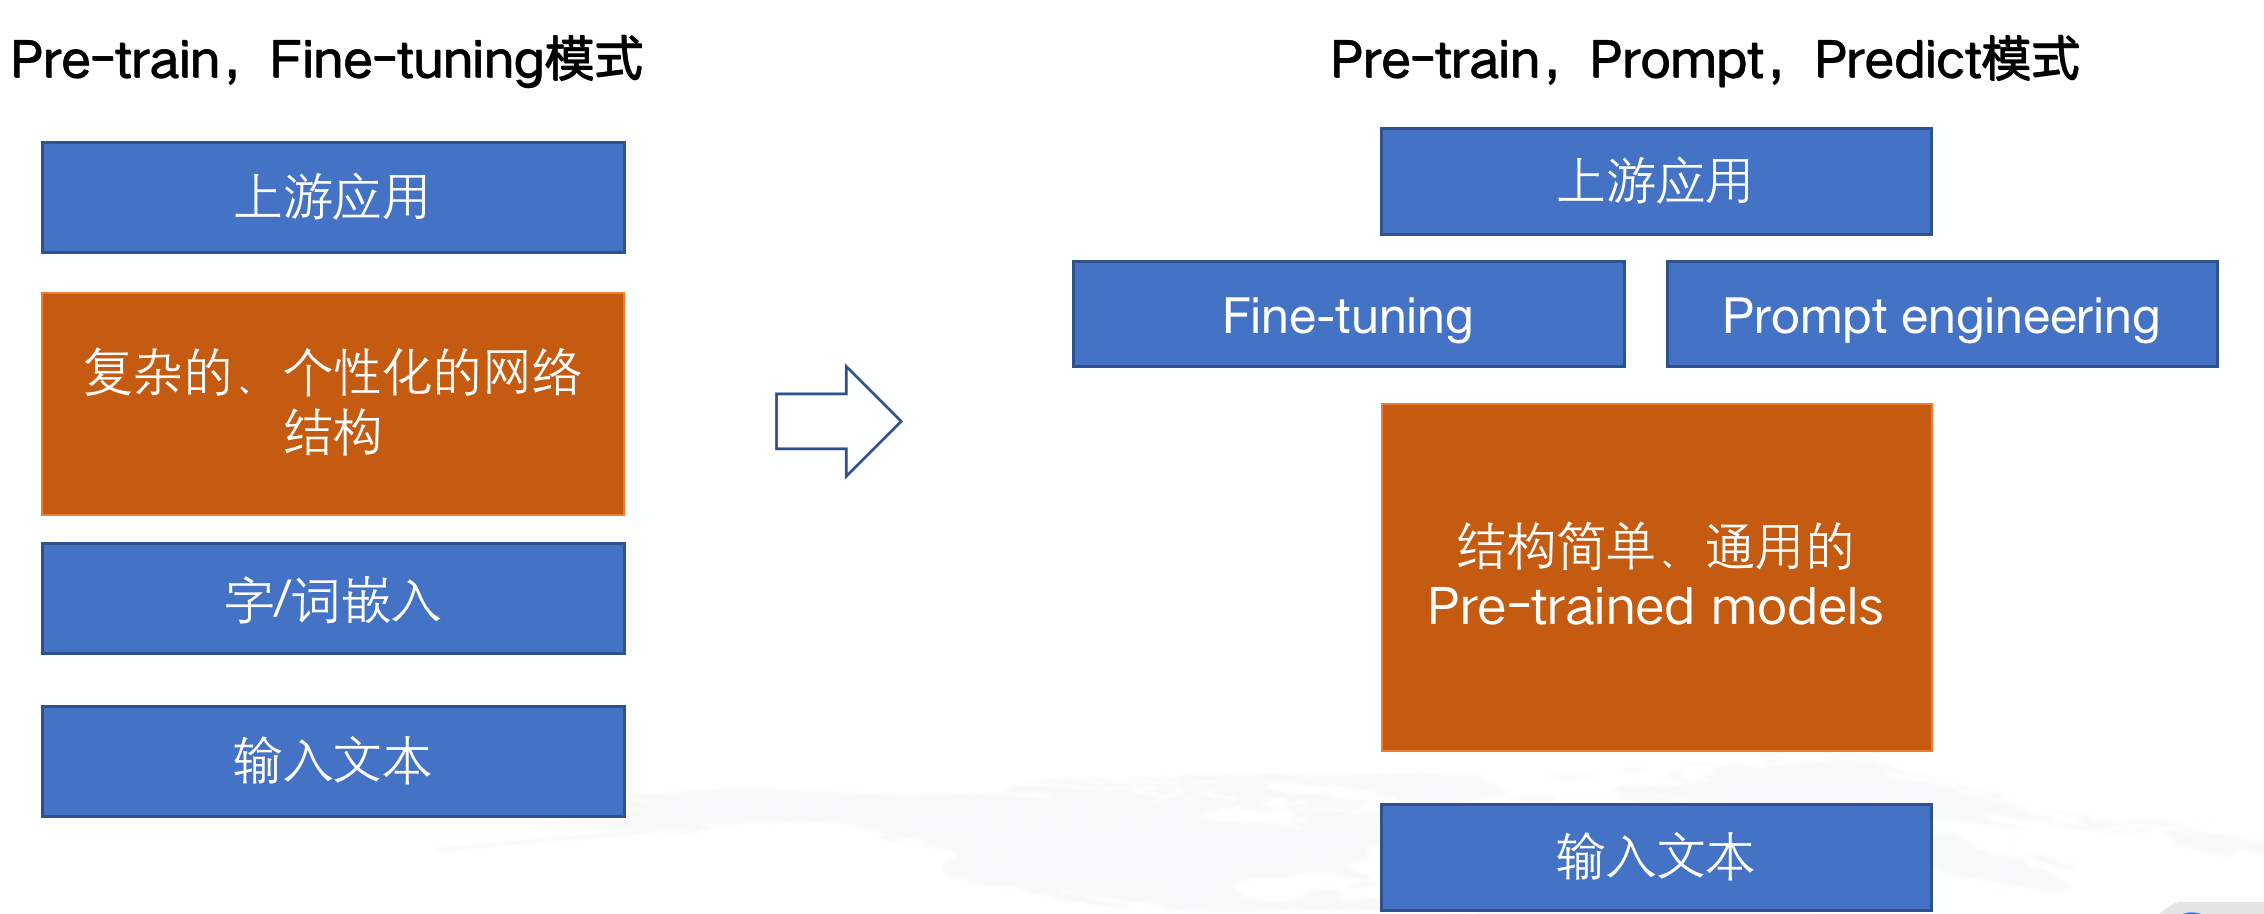 Pre-train，Fine-tuning模式
上游应用
复杂的、个性化的网络
结构
字/词嵌入
输入文本
Pre-train，Prompt，Predict模式
上游应用
Fine-tuning
Prompt engineering
结构简单、通用的
Pre-trained models
输入文本